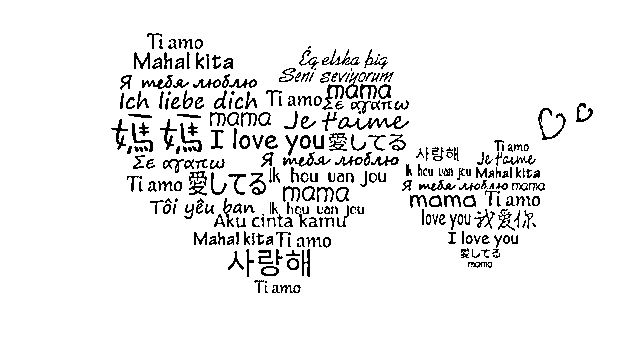 Ti amo
Mahal kita
Ég elska þig
Я тебя люблю
Seni seviyorum
Ich liebe dich Ti amo mama
Σε αγαπω
媽媽 mama Je t'aime
I love you 愛してる
Σε αγαπω Я тебя люблю
Ti amo 愛してる Ik hou van jou
mama
Tôi yêu bạn Ik hou van jou
Aku cinta kamu
Mahal kita Ti amo
사랑해
Ti amo
Ti amo
사랑해 Je t'aime
Ik hou van jou Mahal kita
Я тебя люблю mama
mama Ti amo
love you 我爱你
I love you
愛してる
mama